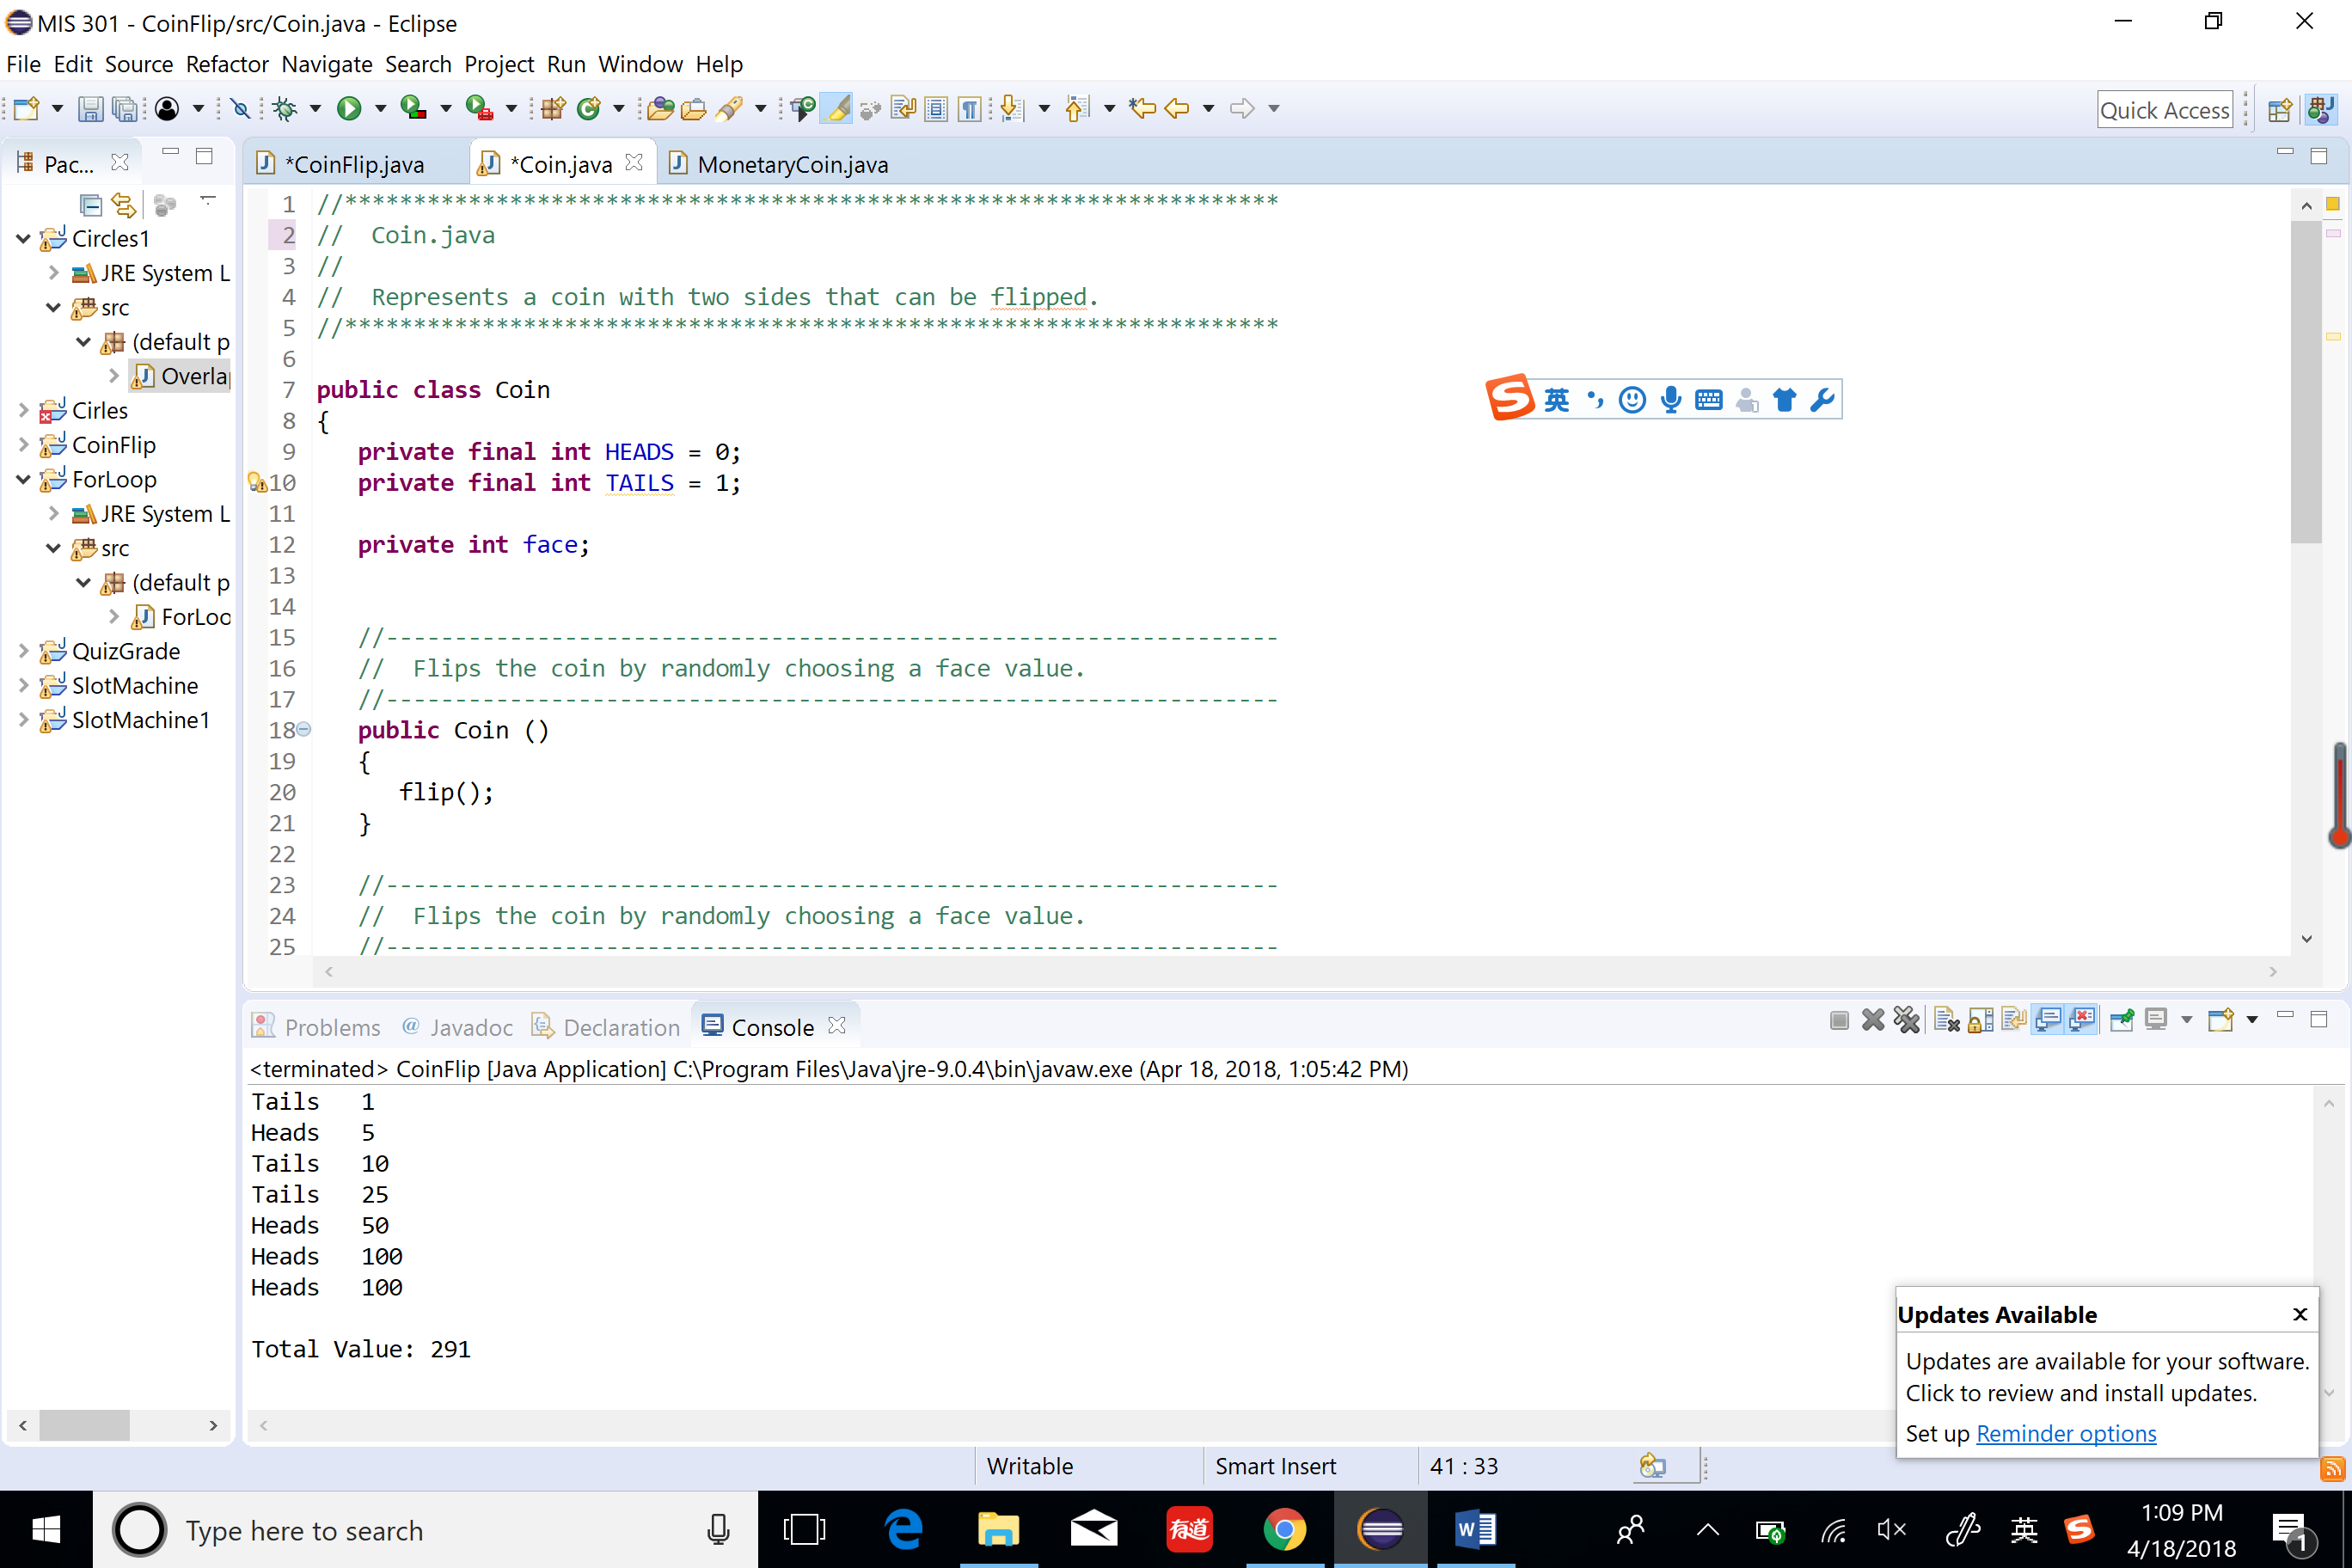 MIS 301 - CoinFlip/src/Coin.java - Eclipse
File Edit Source Refactor Navigate Search Project Run Window Help
Quick Access
Pac...
*CoinFlip.java
*Coin.java
MonetaryCoin.java
Circles1
JRE System L
src
(default p
Overla
Cirles
CoinFlip
ForLoop
JRE System L
src
(default p
ForLoo
QuizGrade
SlotMachine
SlotMachine1
1 //********************************************************************
2 //  Coin.java
3 //
4 //  Represents a coin with two sides that can be flipped.
5 //********************************************************************
6
7 public class Coin
8 {
9    private final int HEADS = 0;
10    private final int TAILS = 1;
11
12    private int face;
13
14
15    //-----------------------------------------------------------------
16    //  Flips the coin by randomly choosing a face value.
17    //-----------------------------------------------------------------
18    public Coin ()
19    {
20       flip();
21    }
22
23    //-----------------------------------------------------------------
24    //  Flips the coin by randomly choosing a face value.
25    //-----------------------------------------------------------------
英
Problems @ Javadoc Declaration Console
<terminated> CoinFlip [Java Application] C:\Program Files\Java\jre-9.0.4\bin\javaw.exe (Apr 18, 2018, 1:05:42 PM)
Tails   1
Heads   5
Tails   10
Tails   25
Heads   50
Heads   100
Heads   100
Total Value: 291
Updates Available x
Updates are available for your software.
Click to review and install updates.
Set up Reminder options
Writable
Smart Insert
41 : 33
Type here to search
有道
英
1:09 PM
4/18/2018
1